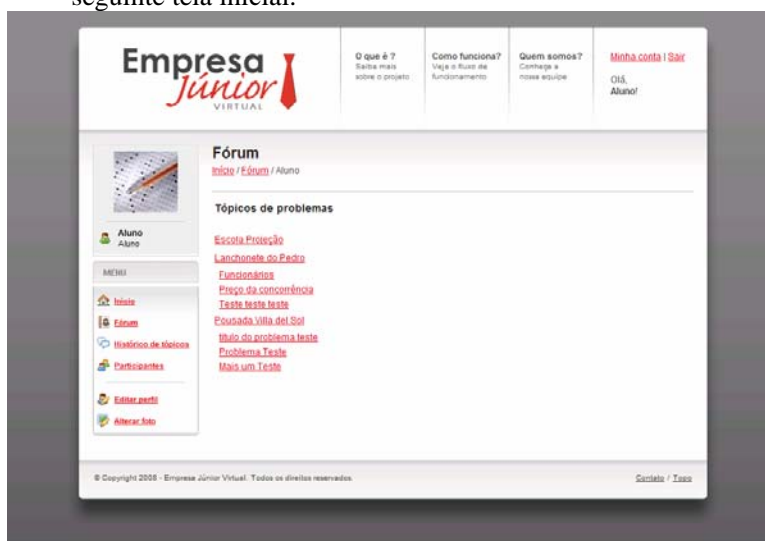 seguinte tela inicial:
Empresa
Júnior
VIRTUAL
O que é ?
Saiba mais
sobre o projeto
Como funciona?
Veja o fluxo de
funcionamento
Quem somos?
Conheça a
nossa equipe
Minha conta | Sair
Olá,
Aluno!
Fórum
Início / Fórum / Aluno
Tópicos de problemas
Aluno
Aluno
MENU
Início
Fórum
Histórico de tópicos
Participantes
Editar perfil
Alterar foto
Escola Proteção
Lanchonete do Pedro
Funcionários
Preço da concorrência
Teste teste teste
Pousada Villa del Sol
título do problema teste
Problema Teste
Mais um Teste
© Copyright 2008 - Empresa Júnior Virtual. Todos os direitos reservados.
Contato / Topo